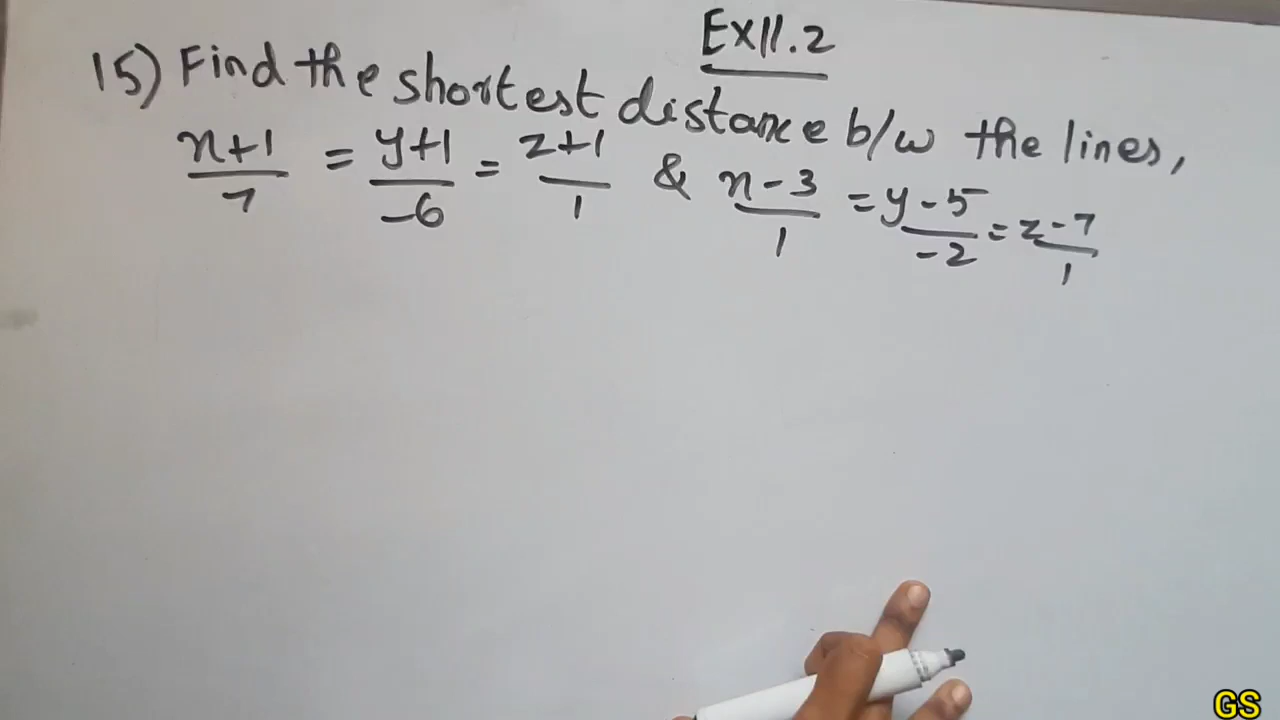 Ex11.2
15) Find the shortest distance b/w the lines,
x+1/7 = y+1/-6 = z+1/1 & x-3/1 = y-5/-2 = z-7/1
GS